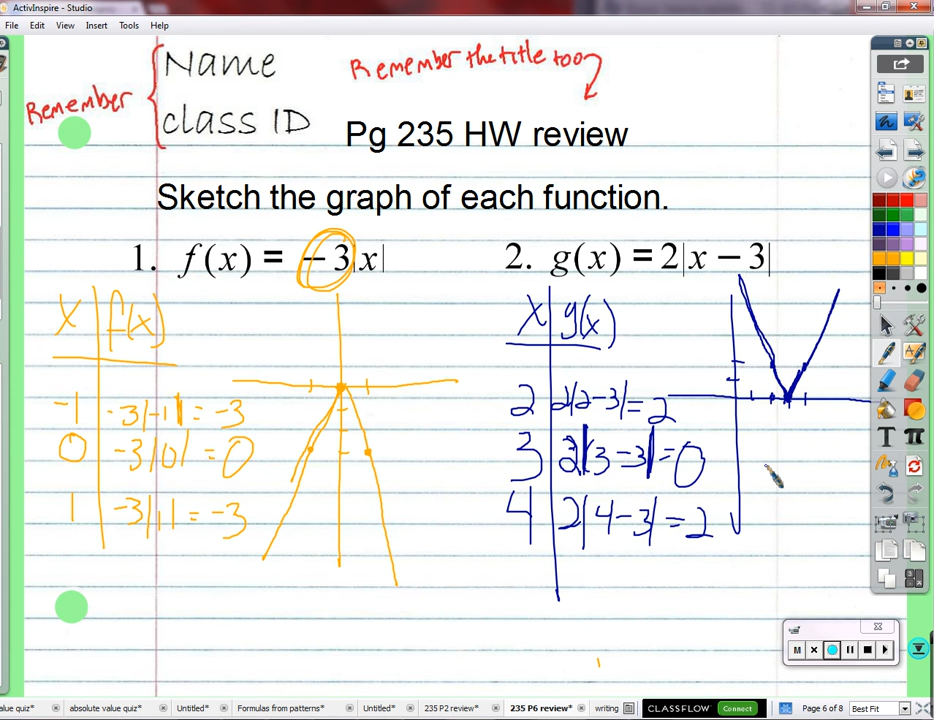 ActivInspire - Studio
File Edit View Insert Tools Help
Name
Remember the title too
Remember
class ID
Pg 235 HW review
Sketch the graph of each function.
1. f(x) = -3|x|
2. g(x) = 2|x - 3|
X f(x)
-1 -3|-1| = -3
0 -3|0| = 0
1 -3|1| = -3
X g(x)
2 2|2-3| = 2
3 2|3-3| = 0
4 2|4-3| = 2
T π
M
alue quiz* absolute value quiz* Untitled* Formulas from patterns* Untitled* 235 P2 review* 235 P6 review* writing CLASSFLOW Connect Page 6 of 8 Best Fit